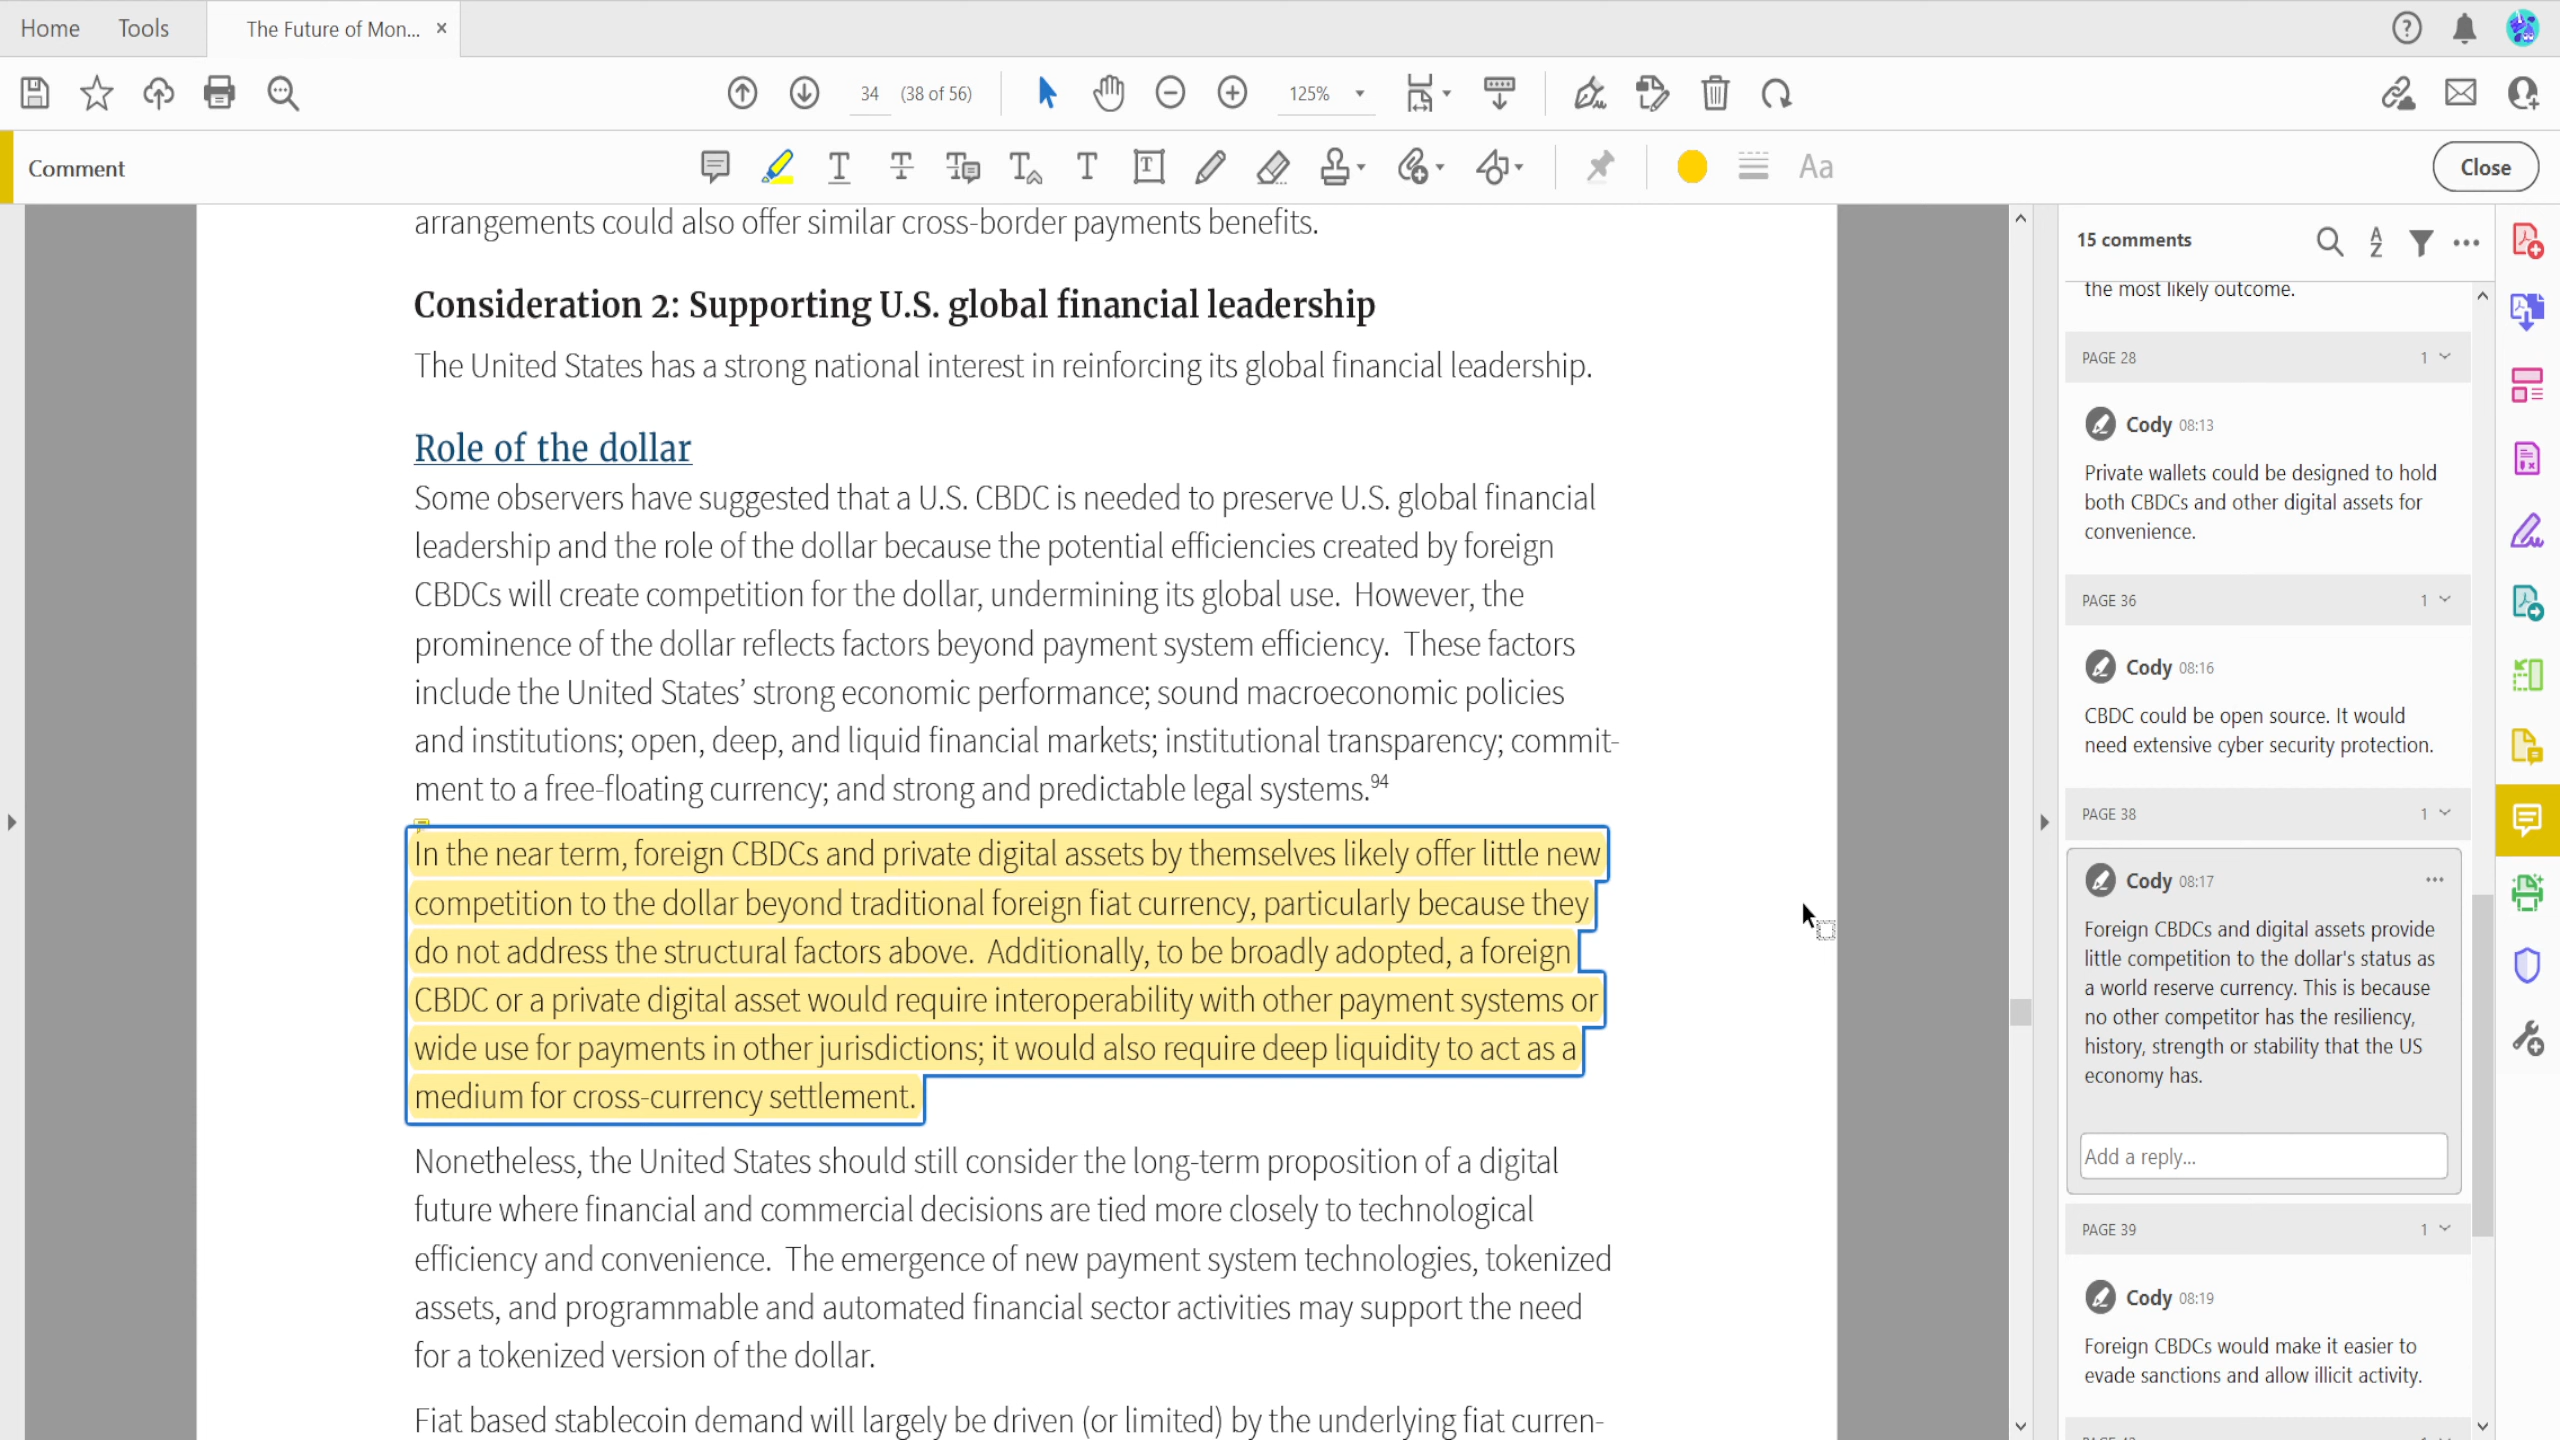 Home
Tools
The Future of Mon...
34
(38 of 56)
125%
Comment
Aa
Close
arrangements could also offer similar cross-border payments benefits.
Consideration 2: Supporting U.S. global financial leadership
The United States has a strong national interest in reinforcing its global financial leadership.
Role of the dollar
Some observers have suggested that a U.S. CBDC is needed to preserve U.S. global financial
leadership and the role of the dollar because the potential efficiencies created by foreign
CBDCs will create competition for the dollar, undermining its global use.  However, the
prominence of the dollar reflects factors beyond payment system efficiency.  These factors
include the United States’ strong economic performance; sound macroeconomic policies
and institutions; open, deep, and liquid financial markets; institutional transparency; commit-
ment to a free-floating currency; and strong and predictable legal systems.94
In the near term, foreign CBDCs and private digital assets by themselves likely offer little new
competition to the dollar beyond traditional foreign fiat currency, particularly because they
do not address the structural factors above.  Additionally, to be broadly adopted, a foreign
CBDC or a private digital asset would require interoperability with other payment systems or
wide use for payments in other jurisdictions; it would also require deep liquidity to act as a
medium for cross-currency settlement.
Nonetheless, the United States should still consider the long-term proposition of a digital
future where financial and commercial decisions are tied more closely to technological
efficiency and convenience.  The emergence of new payment system technologies, tokenized
assets, and programmable and automated financial sector activities may support the need
for a tokenized version of the dollar.
Fiat based stablecoin demand will largely be driven (or limited) by the underlying fiat curren-
15 comments
the most likely outcome.
PAGE 28
1
Cody 08:13
Private wallets could be designed to hold
both CBDCs and other digital assets for
convenience.
PAGE 36
1
Cody 08:16
CBDC could be open source. It would
need extensive cyber security protection.
PAGE 38
1
Cody 08:17
Foreign CBDCs and digital assets provide
little competition to the dollar's status as
a world reserve currency. This is because
no other competitor has the resiliency,
history, strength or stability that the US
economy has.
Add a reply...
PAGE 39
1
Cody 08:19
Foreign CBDCs would make it easier to
evade sanctions and allow illicit activity.